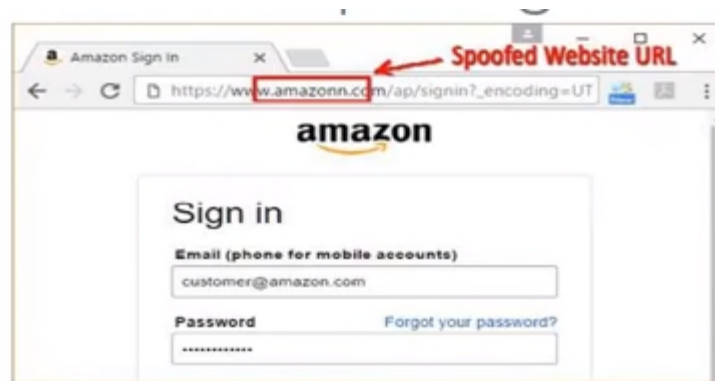 Amazon Sign In
Spoofed Website URL
https://www.amazonn.com/ap/signin?_encoding=UT
amazon
Sign in
Email (phone for mobile accounts)
customer@amazon.com
Password Forgot your password?